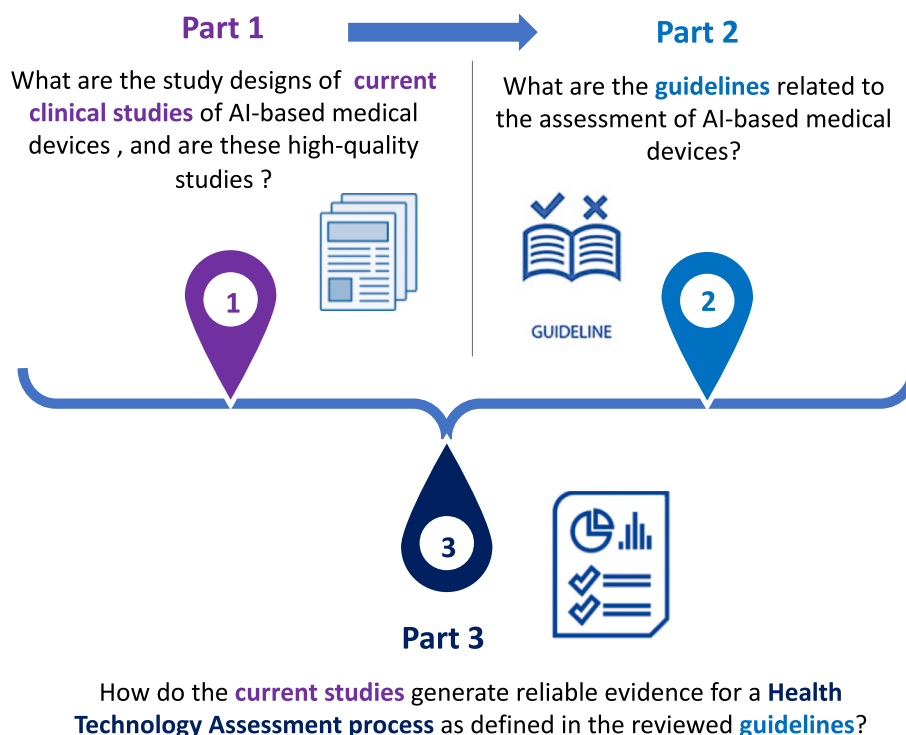 Part 1
What are the study designs of current
clinical studies of AI-based medical
devices , and are these high-quality
studies ?
1
Part 2
What are the guidelines related to
the assessment of AI-based medical
devices?
GUIDELINE
2
3
Part 3
How do the current studies generate reliable evidence for a Health
Technology Assessment process as defined in the reviewed guidelines?